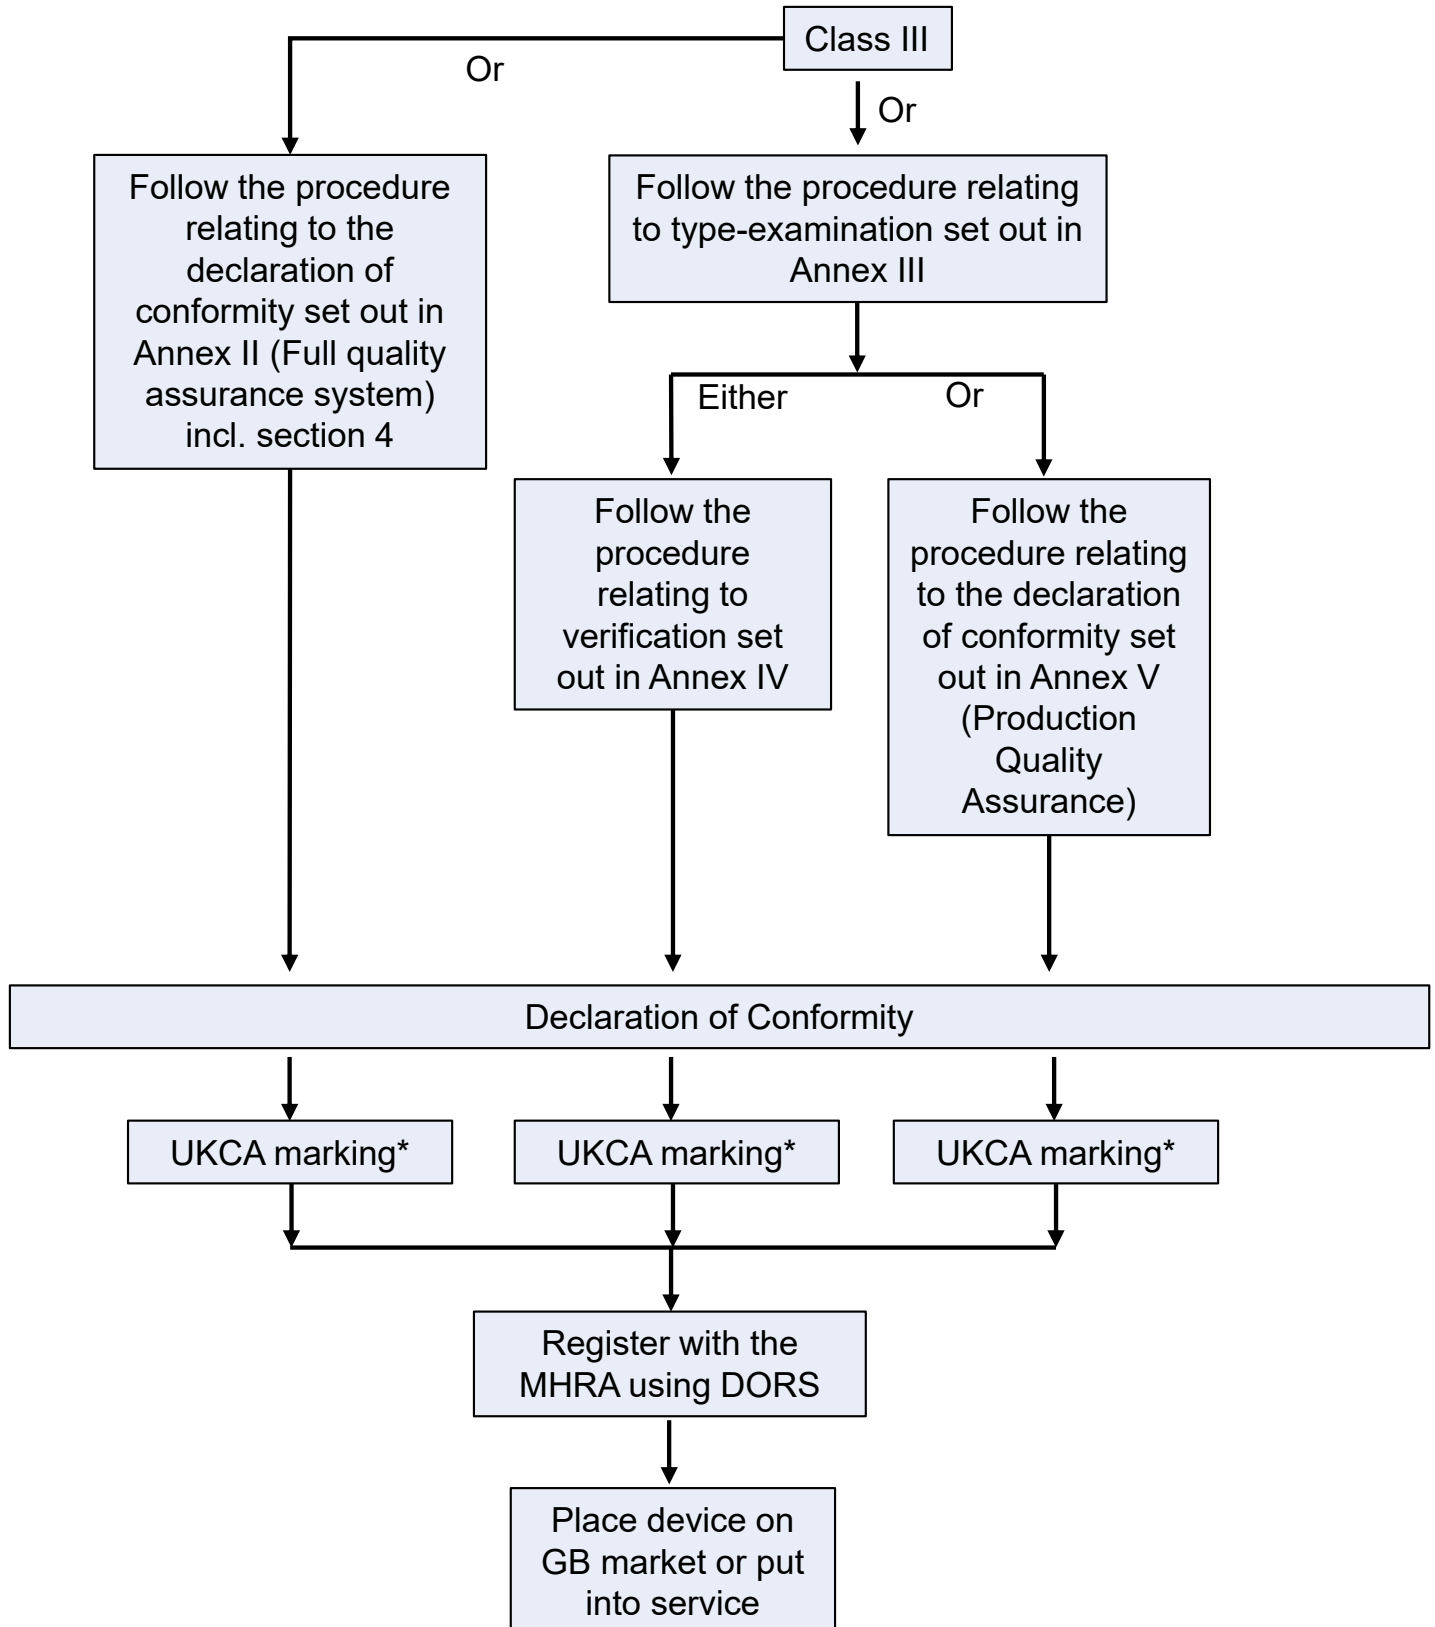 Class III
Or
Or
Follow the procedure
relating to the
declaration of
conformity set out in
Annex II (Full quality
assurance system)
incl. section 4
Follow the procedure relating
to type-examination set out in
Annex III
Either
Or
Follow the
procedure
relating to
verification set
out in Annex IV
Follow the
procedure relating
to the declaration
of conformity set
out in Annex V
(Production
Quality
Assurance)
Declaration of Conformity
UKCA marking*
UKCA marking*
UKCA marking*
Register with the
MHRA using DORS
Place device on
GB market or put
into service